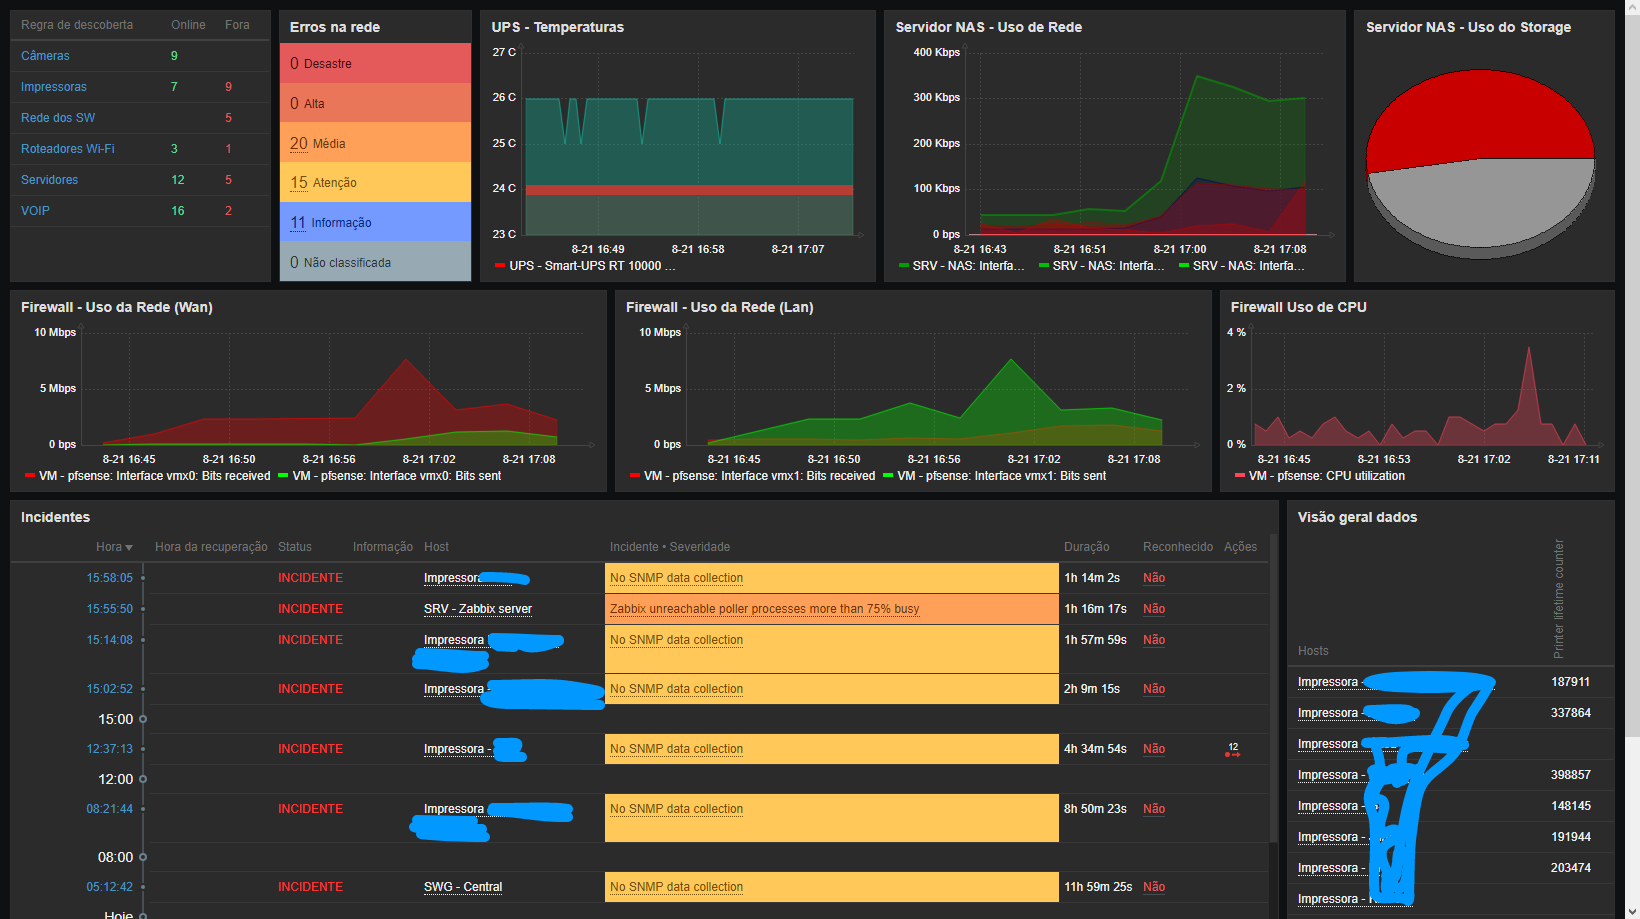 Regra de descoberta Online Fora
Câmeras 9
Impressoras 7 9
Rede dos SW 5
Roteadores Wi-Fi 3 1
Servidores 12 5
VOIP 16 2
Erros na rede
0 Desastre
0 Alta
20 Média
15 Atenção
11 Informação
0 Não classificada
UPS - Temperaturas
27 C
26 C
25 C
24 C
23 C
8-21 16:49 8-21 16:58 8-21 17:07
UPS - Smart-UPS RT 10000 ...
Servidor NAS - Uso de Rede
400 Kbps
300 Kbps
200 Kbps
100 Kbps
0 bps
8-21 16:43 8-21 16:51 8-21 17:00 8-21 17:08
SRV - NAS: Interfa... SRV - NAS: Interfa... SRV - NAS: Interfa...
Servidor NAS - Uso do Storage
Firewall - Uso da Rede (Wan)
10 Mbps
5 Mbps
0 bps
8-21 16:45 8-21 16:50 8-21 16:56 8-21 17:02 8-21 17:08
VM - pfsense: Interface vmx0: Bits received VM - pfsense: Interface vmx0: Bits sent
Firewall - Uso da Rede (Lan)
10 Mbps
5 Mbps
0 bps
8-21 16:45 8-21 16:50 8-21 16:56 8-21 17:02 8-21 17:08
VM - pfsense: Interface vmx1: Bits received VM - pfsense: Interface vmx1: Bits sent
Firewall Uso de CPU
4 %
2 %
0 %
8-21 16:45 8-21 16:53 8-21 17:02 8-21 17:11
VM - pfsense: CPU utilization
Incidentes
Hora Hora da recuperação Status Informação Host Incidente • Severidade Duração Reconhecido Ações
15:58:05 INCIDENTE Impressora No SNMP data collection 1h 14m 2s Não
15:55:50 INCIDENTE SRV - Zabbix server Zabbix unreachable poller processes more than 75% busy 1h 16m 17s Não
15:14:08 INCIDENTE Impressora No SNMP data collection 1h 57m 59s Não
15:02:52 INCIDENTE Impressora - No SNMP data collection 2h 9m 15s Não
15:00
12:37:13 INCIDENTE Impressora - No SNMP data collection 4h 34m 54s Não 12
12:00
08:21:44 INCIDENTE Impressora No SNMP data collection 8h 50m 23s Não
08:00
05:12:42 INCIDENTE SWG - Central No SNMP data collection 11h 59m 25s Não
Hoje
Visão geral dados
Hosts Printer lifetime counter
Impressora - 187911
Impressora - 337864
Impressora -
Impressora - 398857
Impressora - 148145
Impressora - 191944
Impressora - 203474
Impressora -